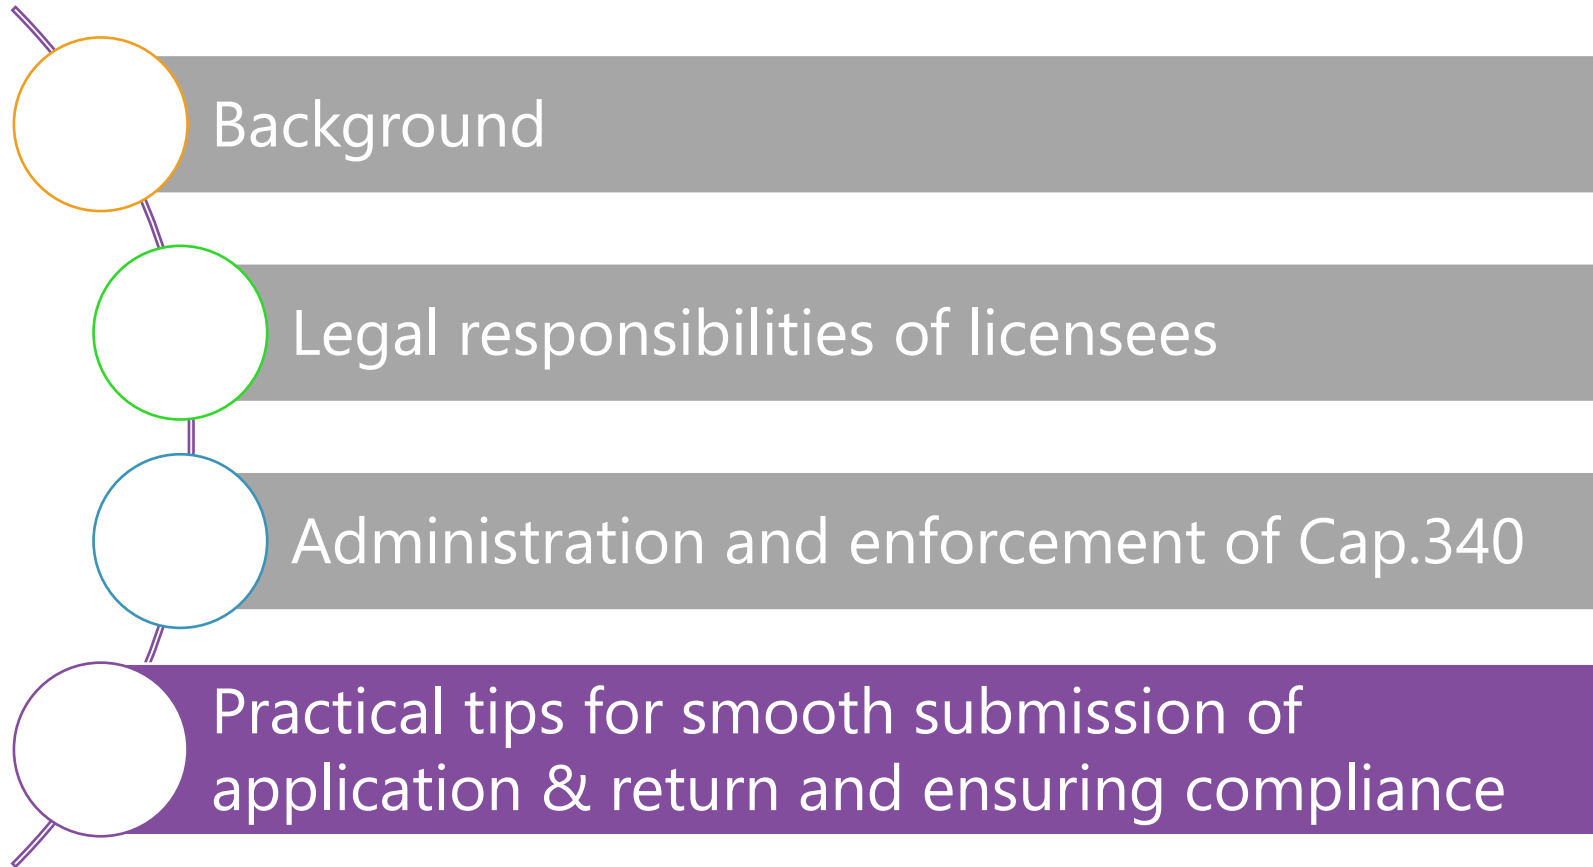 Background
Legal responsibilities of licensees
Administration and enforcement of Cap.340
Practical tips for smooth submission of
application & return and ensuring compliance